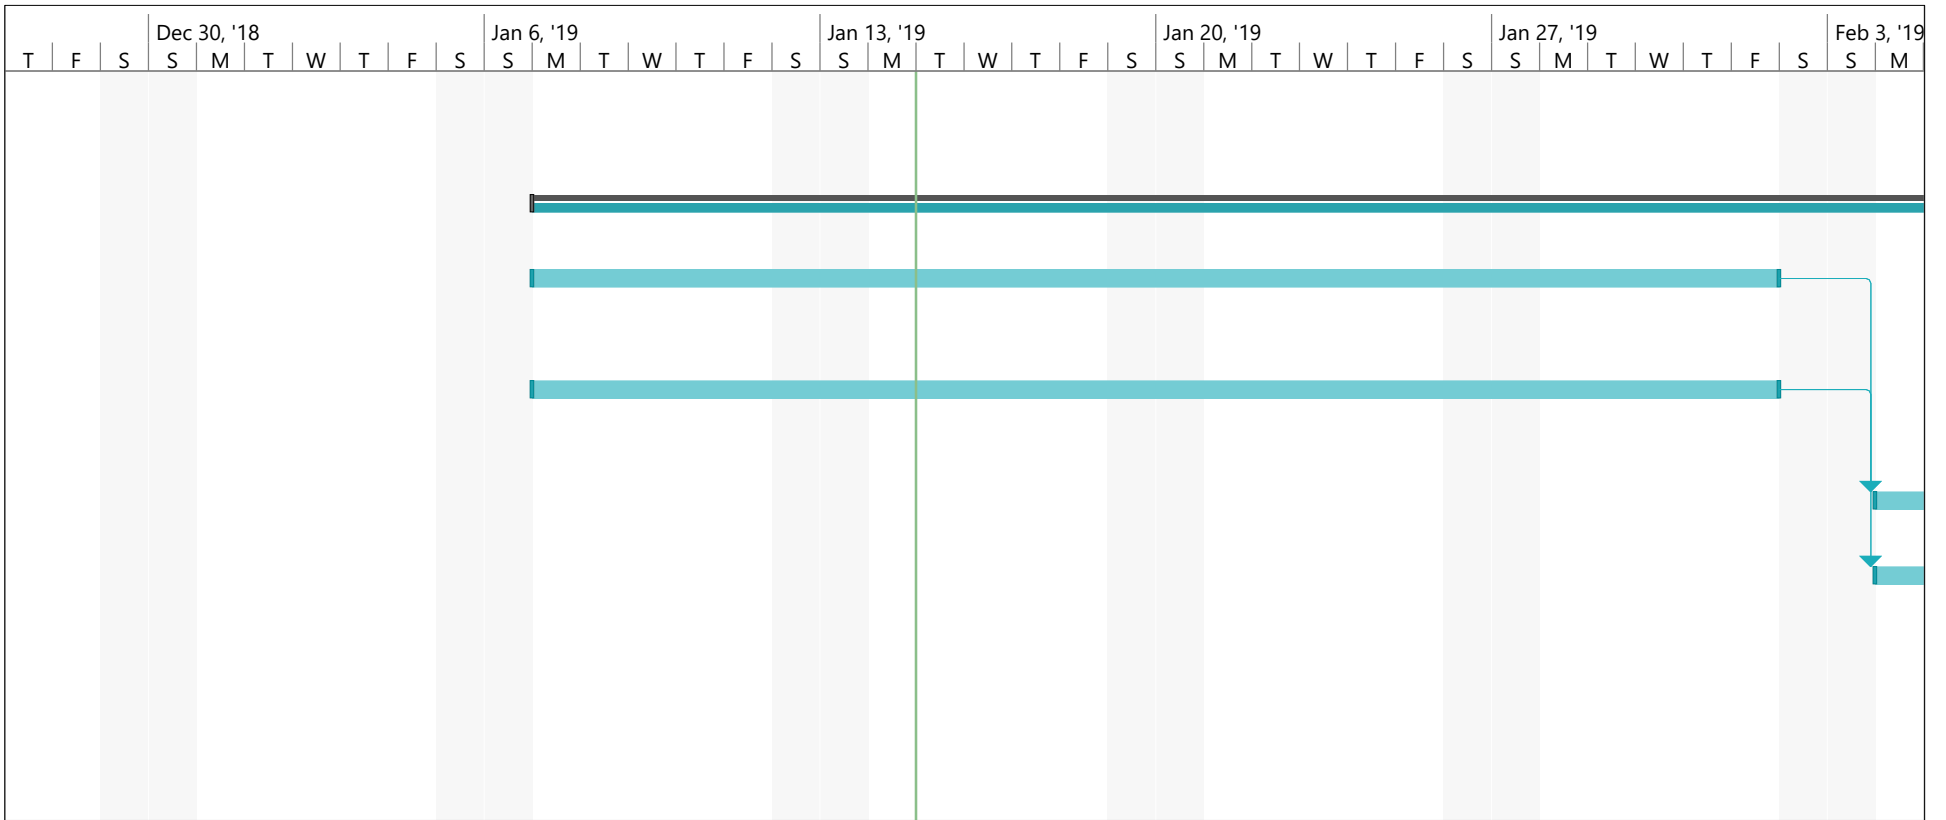 Dec 30, '18 Jan 6, '19 Jan 13, '19 Jan 20, '19 Jan 27, '19 Feb 3, '19
T F S S M T W T F S S M T W T F S S M T W T F S S M T W T F S S M T W T F S S M